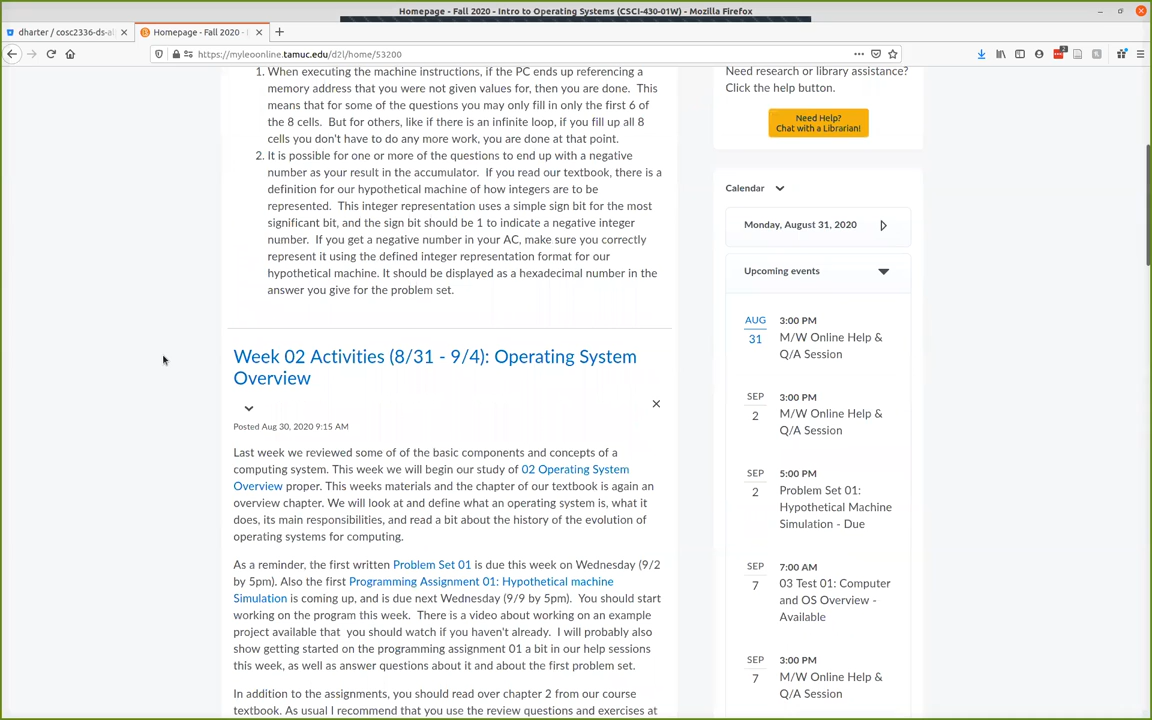 Homepage - Fall 2020 - Intro to Operating Systems (CSCI-430-01W) - Mozilla Firefox
dharter / cosc2336-ds-al
Homepage - Fall 2020 - I
https://myleoonline.tamuc.edu/d2l/home/53200
1. When executing the machine instructions, if the PC ends up referencing a
memory address that you were not given values for, then you are done. This
means that for some of the questions you may only fill in only the first 6 of
the 8 cells. But for others, like if there is an infinite loop, if you fill up all 8
cells you don't have to do any more work, you are done at that point.
2. It is possible for one or more of the questions to end up with a negative
number as your result in the accumulator. If you read our textbook, there is a
definition for our hypothetical machine of how integers are to be
represented. This integer representation uses a simple sign bit for the most
significant bit, and the sign bit should be 1 to indicate a negative integer
number. If you get a negative number in your AC, make sure you correctly
represent it using the defined integer representation format for our
hypothetical machine. It should be displayed as a hexadecimal number in the
answer you give for the problem set.
Week 02 Activities (8/31 - 9/4): Operating System
Overview
Posted Aug 30, 2020 9:15 AM
Last week we reviewed some of of the basic components and concepts of a
computing system. This week we will begin our study of 02 Operating System
Overview proper. This weeks materials and the chapter of our textbook is again an
overview chapter. We will look at and define what an operating system is, what it
does, its main responsibilities, and read a bit about the history of the evolution of
operating systems for computing.
As a reminder, the first written Problem Set 01 is due this week on Wednesday (9/2
by 5pm). Also the first Programming Assignment 01: Hypothetical machine
Simulation is coming up, and is due next Wednesday (9/9 by 5pm). You should start
working on the program this week. There is a video about working on an example
project available that you should watch if you haven't already. I will probably also
show getting started on the programming assignment 01 a bit in our help sessions
this week, as well as answer questions about it and about the first problem set.
In addition to the assignments, you should read over chapter 2 from our course
textbook. As usual I recommend that you use the review questions and exercises at
Need research or library assistance?
Click the help button.
Need Help?
Chat with a Librarian!
Calendar
Monday, August 31, 2020
Upcoming events
AUG
31
3:00 PM
M/W Online Help &
Q/A Session
SEP
2
3:00 PM
M/W Online Help &
Q/A Session
SEP
2
5:00 PM
Problem Set 01:
Hypothetical Machine
Simulation - Due
SEP
7
7:00 AM
03 Test 01: Computer
and OS Overview -
Available
SEP
7
3:00 PM
M/W Online Help &
Q/A Session